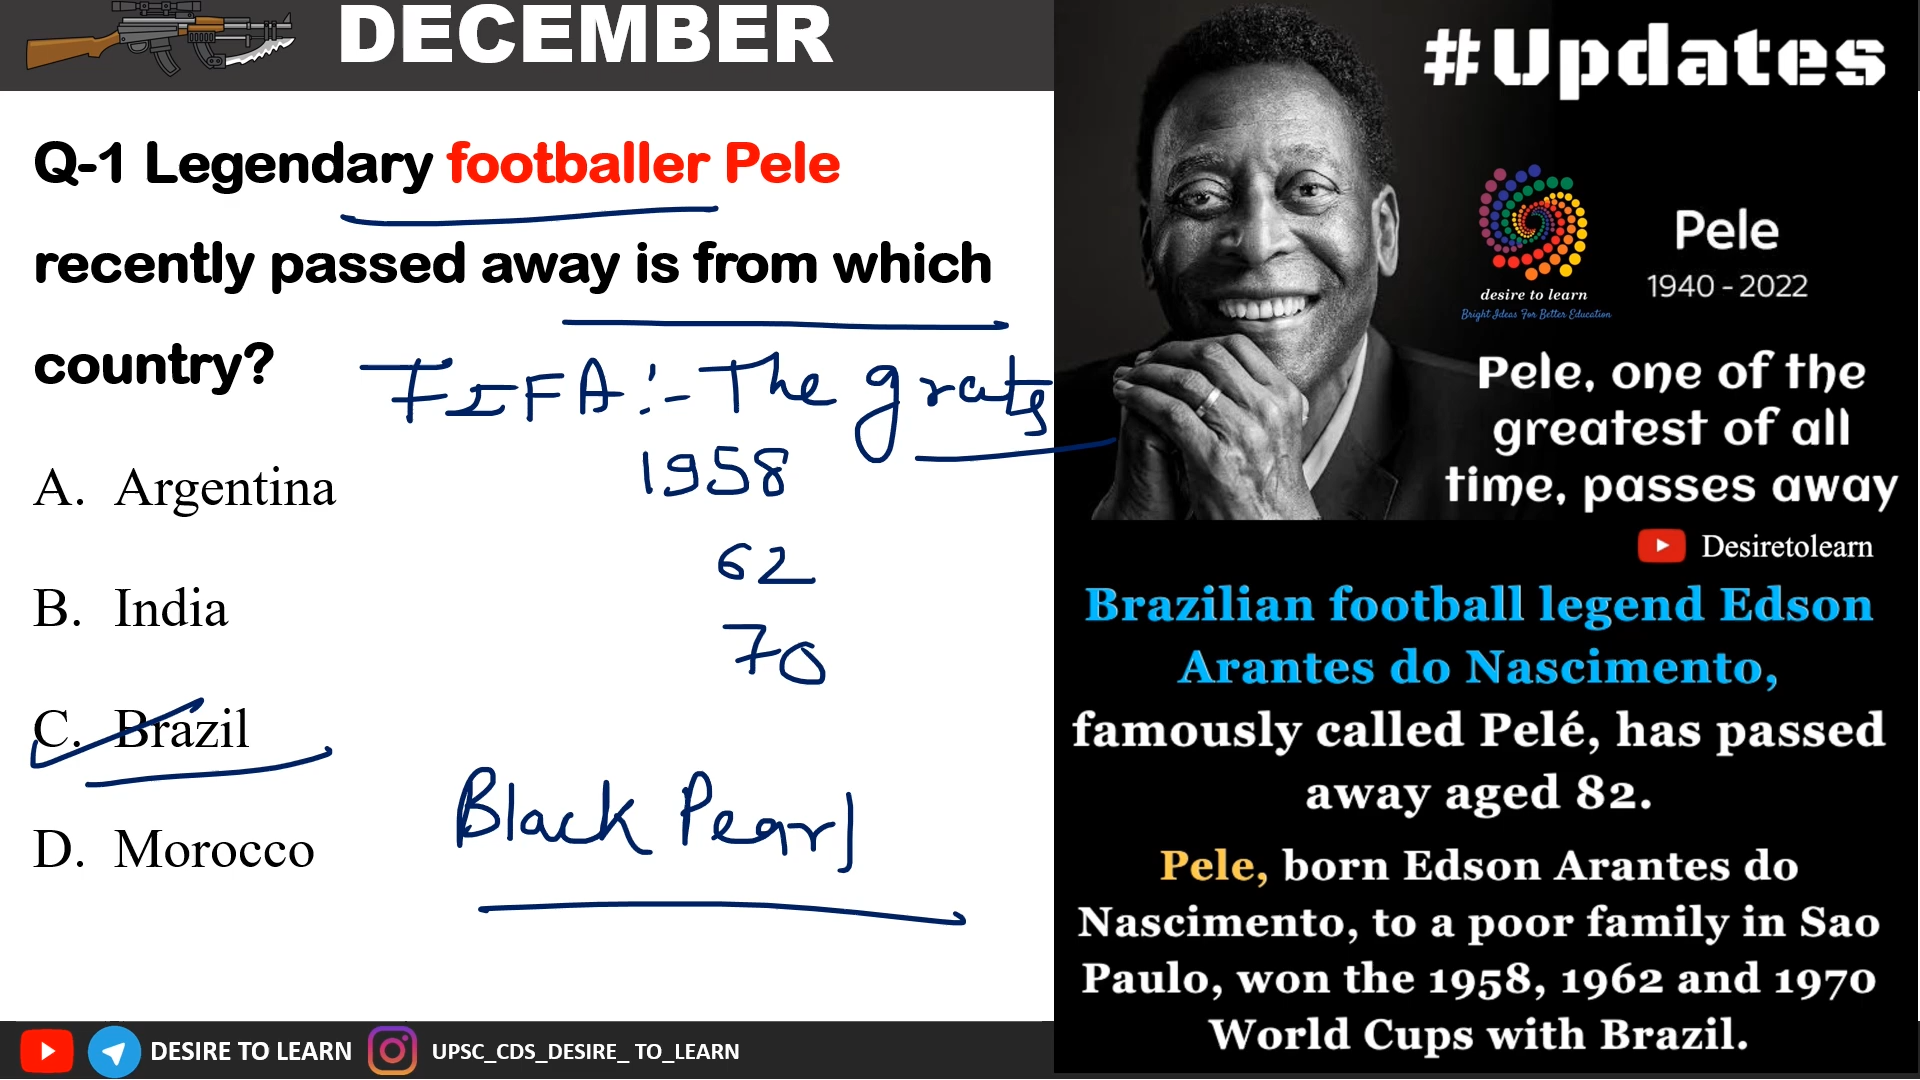 DECEMBER
Q-1 Legendary footballer Pele
recently passed away is from which
country?
FIFA :- The grats
1958
62
70
A. Argentina
B. India
C. Brazil
D. Morocco
Black Pearl
#Updates
desire to learn
Bright Ideas For Better Education
Pele
1940 - 2022
Pele, one of the
greatest of all
time, passes away
Desiretolearn
Brazilian football legend Edson
Arantes do Nascimento,
famously called Pelé, has passed
away aged 82.
Pele, born Edson Arantes do
Nascimento, to a poor family in Sao
Paulo, won the 1958, 1962 and 1970
World Cups with Brazil.
DESIRE TO LEARN
UPSC_CDS_DESIRE_ TO_LEARN